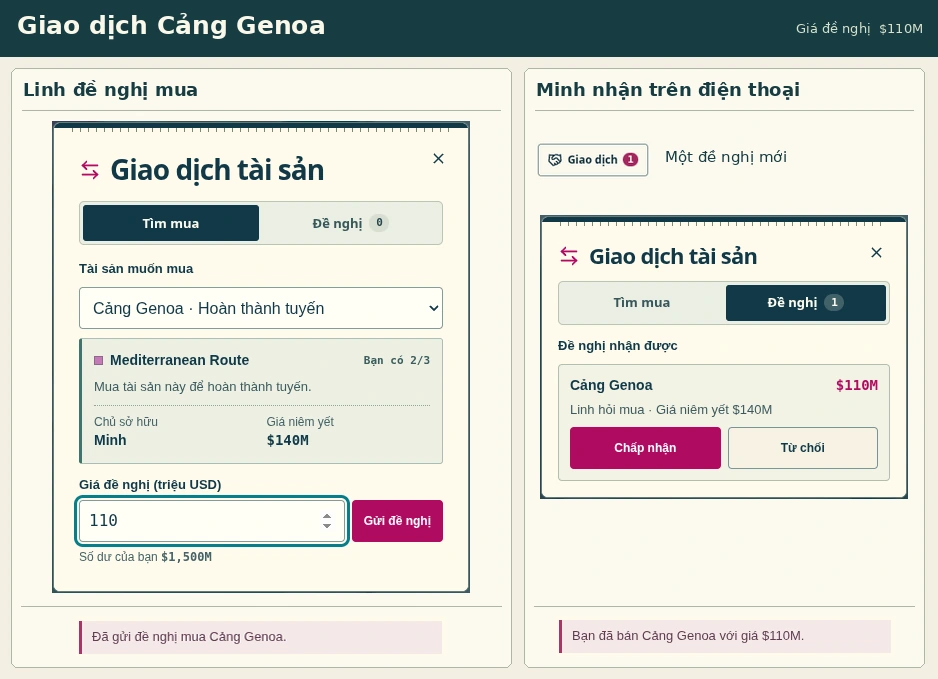 Giao dịch Cảng Genoa
Giá đề nghị $110M
Linh đề nghị mua
Giao dịch tài sản
Tìm mua
Đề nghị 0
Tài sản muốn mua
Cảng Genoa · Hoàn thành tuyến
Mediterranean Route
Bạn có 2/3
Mua tài sản này để hoàn thành tuyến.
Chủ sở hữu
Giá niêm yết
Minh
$140M
Giá đề nghị (triệu USD)
110
Gửi đề nghị
Số dư của bạn $1,500M
Đã gửi đề nghị mua Cảng Genoa.
Minh nhận trên điện thoại
Giao dịch 1
Một đề nghị mới
Giao dịch tài sản
Tìm mua
Đề nghị 1
Đề nghị nhận được
Cảng Genoa
$110M
Linh hỏi mua · Giá niêm yết $140M
Chấp nhận
Từ chối
Bạn đã bán Cảng Genoa với giá $110M.